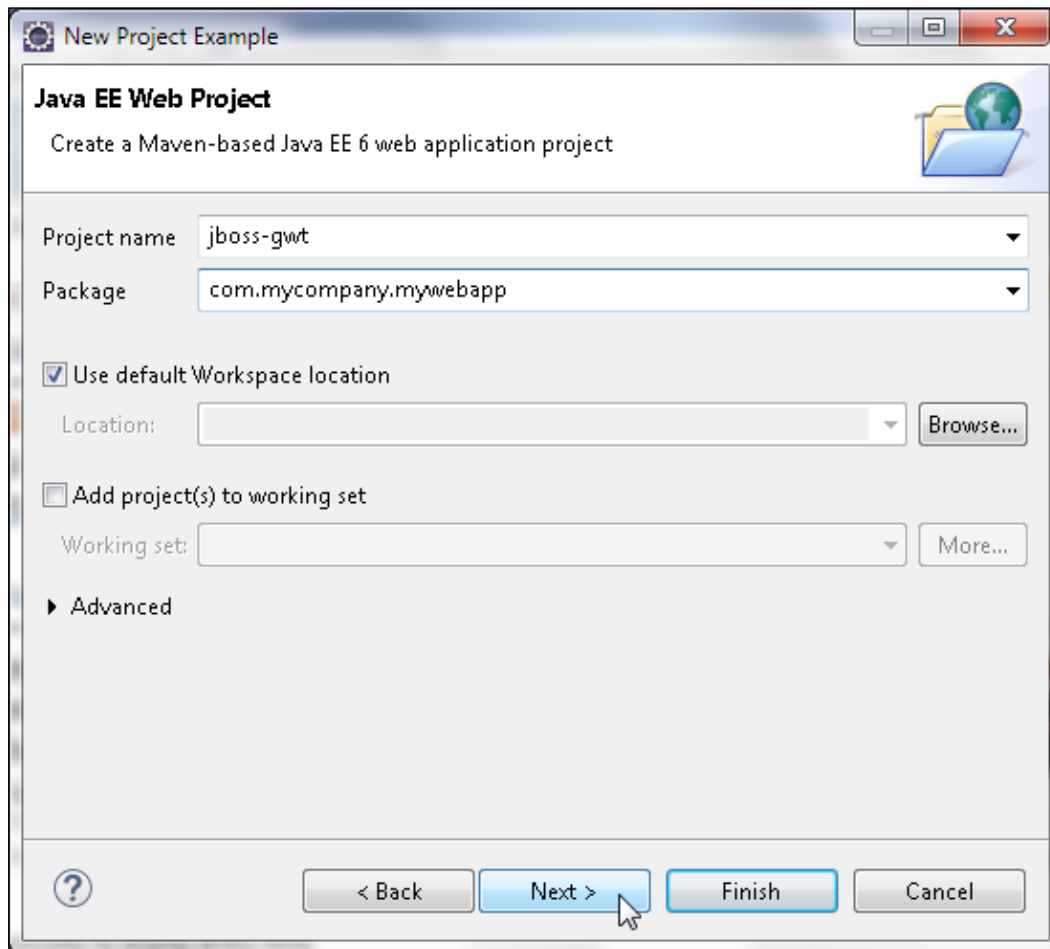 New Project Example
Java EE Web Project
Create a Maven-based Java EE 6 web application project
Project name jboss-gwt
Package com.mycompany.mywebapp
Use default Workspace location
Location: Browse...
Add project(s) to working set
Working set: More...
Advanced
? < Back Next > Finish Cancel